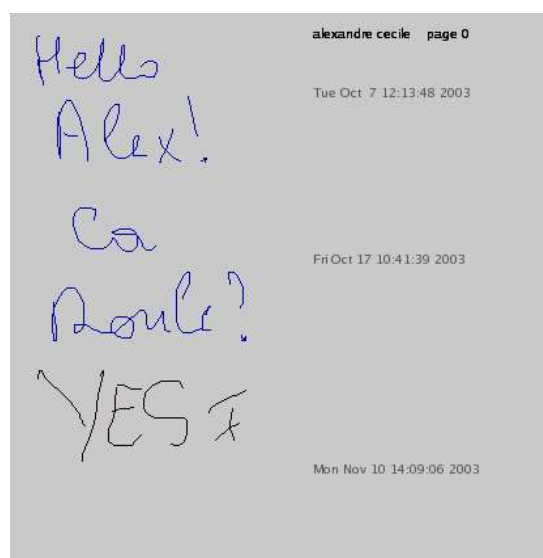 alexandre cecile page 0
Hello
Tue Oct 7 12:13:48 2003
Alex!
Ca
Fri Oct 17 10:41:39 2003
Roule?
YES
Mon Nov 10 14:09:06 2003